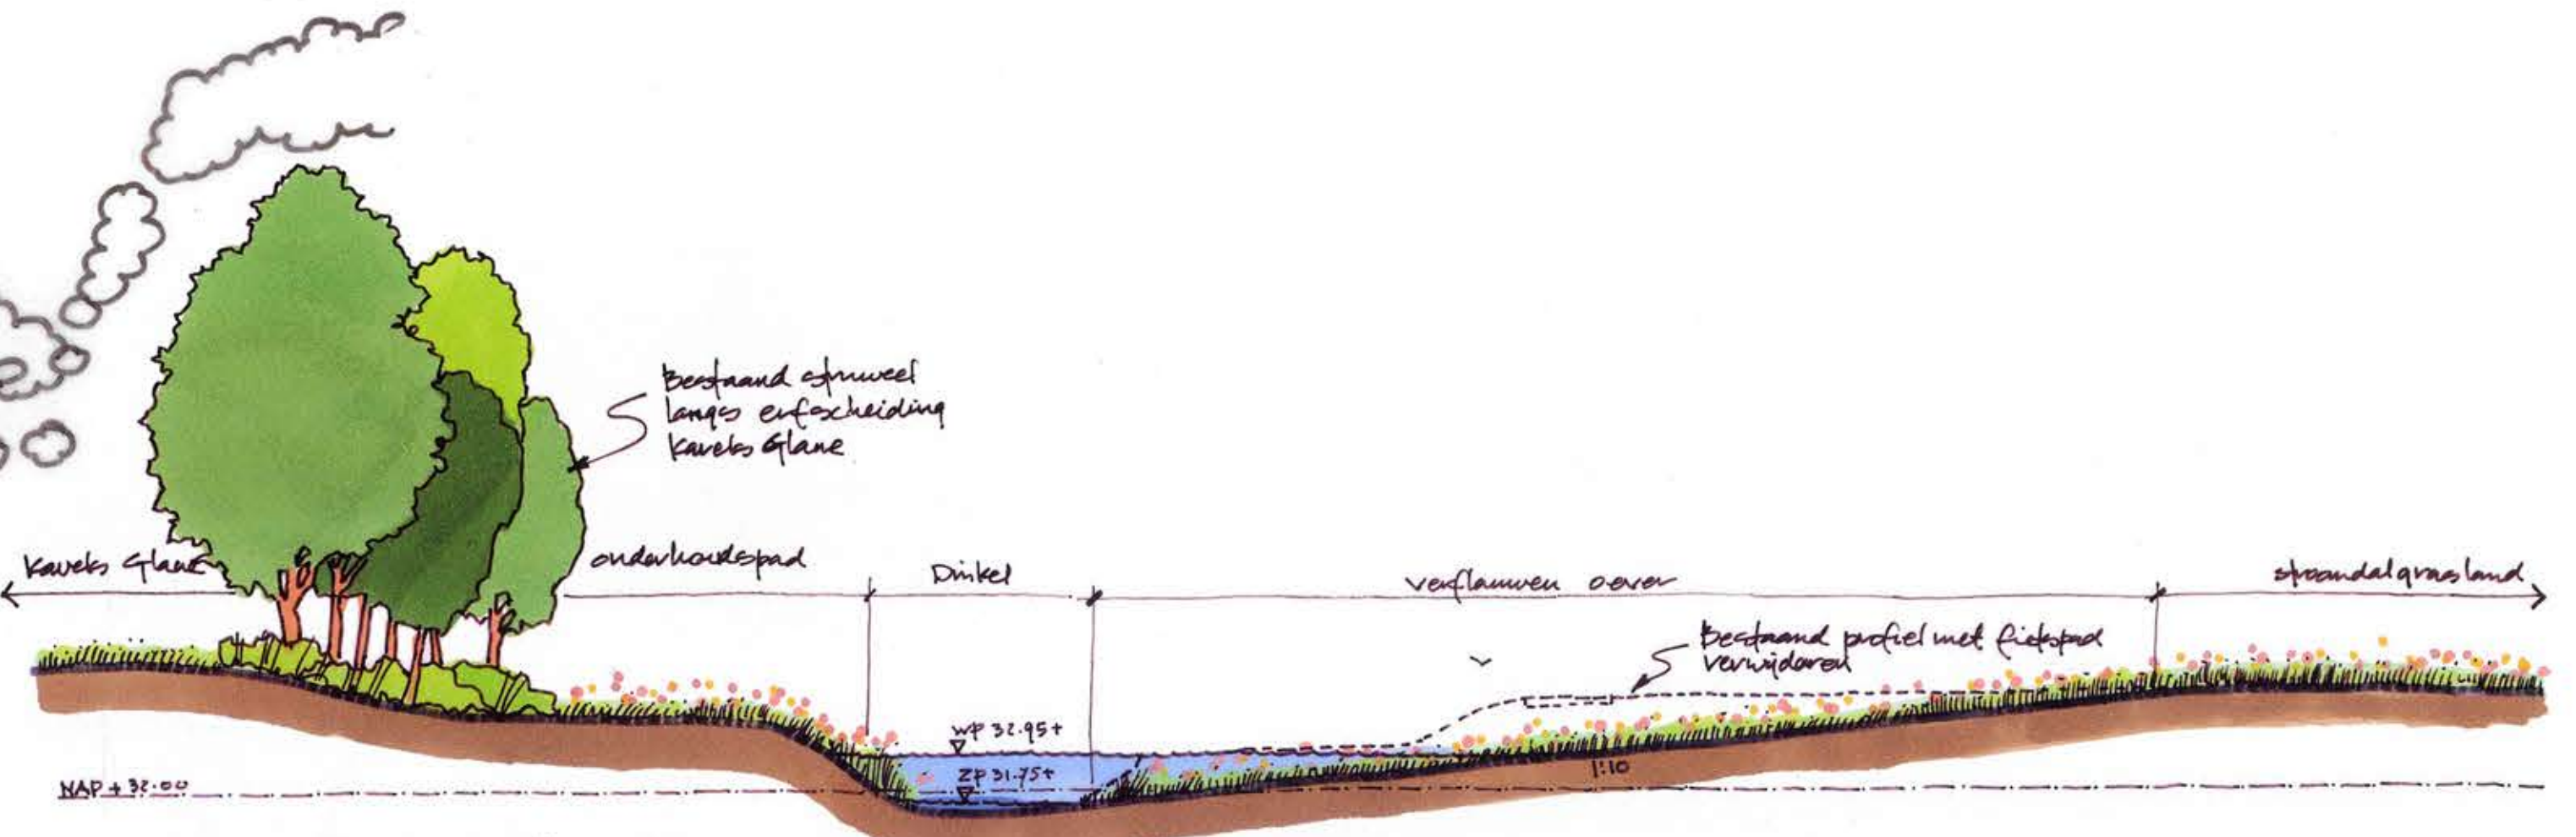 Bestaand struweel
langs erfscheiding
Kavels Glane
Kavels Glane
onderhoudspad
Dinkel
verflauwen oever
stroomdalgrasland
Bestaand profiel met fietspad
verwijderen
WP 32.95+
ZP 31.75+
1:10
NAP + 32.00